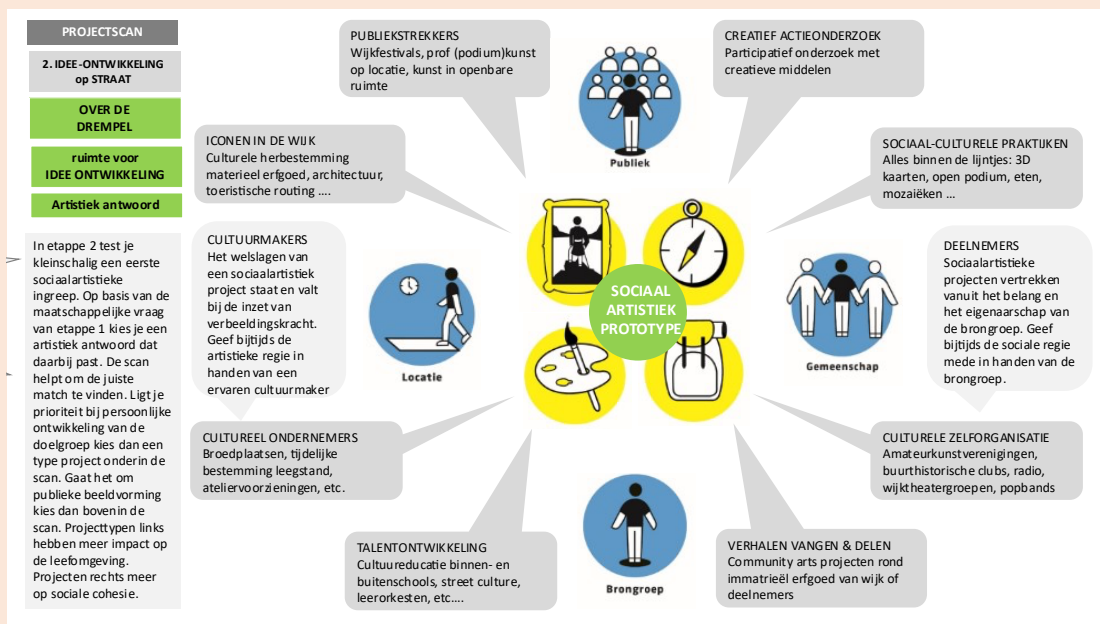 PROJECTSCAN
2. IDEE-ONTWIKKELING
op STRAAT
OVER DE
DREMPEL
ruimte voor
IDEE ONTWIKKELING
Artistiek antwoord
In etappe 2 test je
kleinschalig een eerste
sociaalartistieke
ingreep. Op basis van de
maatschappelijke vraag
van etappe 1 kies je een
artistiek antwoord dat
daarbij past. De scan
helpt om de juiste
match te vinden. Ligt je
prioriteit bij persoonlijke
ontwikkeling van de
doelgroep kies dan een
type project onderin de
scan. Gaat het om
publieke beeldvorming
kies dan bovenin de
scan. Projecttypen links
hebben meer impact op
de leefomgeving.
Projecten rechts meer
op sociale cohesie.
PUBLIEKSTREKKERS
Wijkfestivals, prof (podium)kunst
op locatie, kunst in openbare
ruimte
Publiek
CREATIEF ACTIEONDERZOEK
Participatief onderzoek met
creatieve middelen
ICONEN IN DE WIJK
Culturele herbestemming
materieel erfgoed, architectuur,
toeristische routing ....
SOCIAAL-CULTURELE PRAKTIJKEN
Alles binnen de lijntjes: 3D
kaarten, open podium, eten,
mozaiëken ...
CULTUURMAKERS
Het welslagen van
een sociaalartistiek
project staat en valt
bij de inzet van
verbeeldingskracht.
Geef bijtijds de
artistieke regie in
handen van een
ervaren cultuurmaker
Locatie
SOCIAAL
ARTISTIEK
PROTOTYPE
Gemeenschap
DEELNEMERS
Sociaalartistieke
projecten vertrekken
vanuit het belang en
het eigenaarschap van
de brongroep. Geef
bijtijds de sociale regie
mede in handen van de
brongroep.
CULTUREEL ONDERNEMERS
Broedplaatsen, tijdelijke
bestemming leegstand,
ateliervoorzieningen, etc.
CULTURELE ZELFORGANISATIE
Amateurkunstverenigingen,
buurthistorische clubs, radio,
wijktheatergroepen, popbands
TALENTONTWIKKELING
Cultuureducatie binnen- en
buitenschools, street culture,
leerorkesten, etc....
Brongroep
VERHALEN VANGEN & DELEN
Community arts projecten rond
immatrieël erfgoed van wijk of
deelnemers